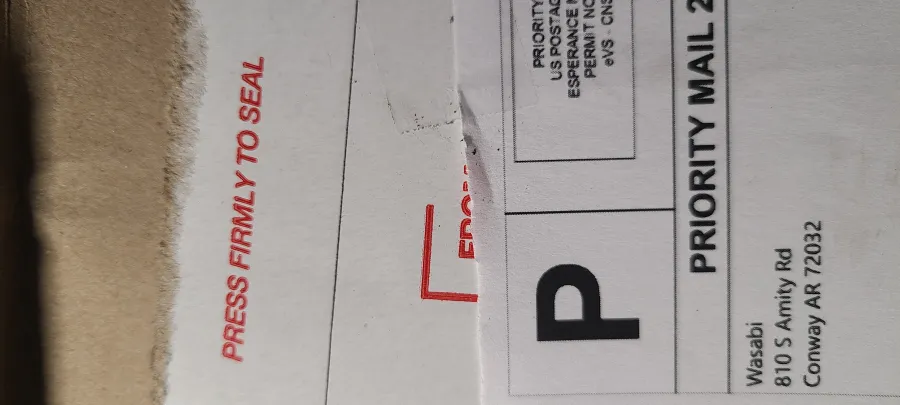 PRESS FIRMLY TO SEAL
FROM
PRIORITY
US POSTAG
ESPERANCE
PERMIT NO
eVS - CNS
P
PRIORITY MAIL 2
Wasabi
810 S Amity Rd
Conway AR 72032